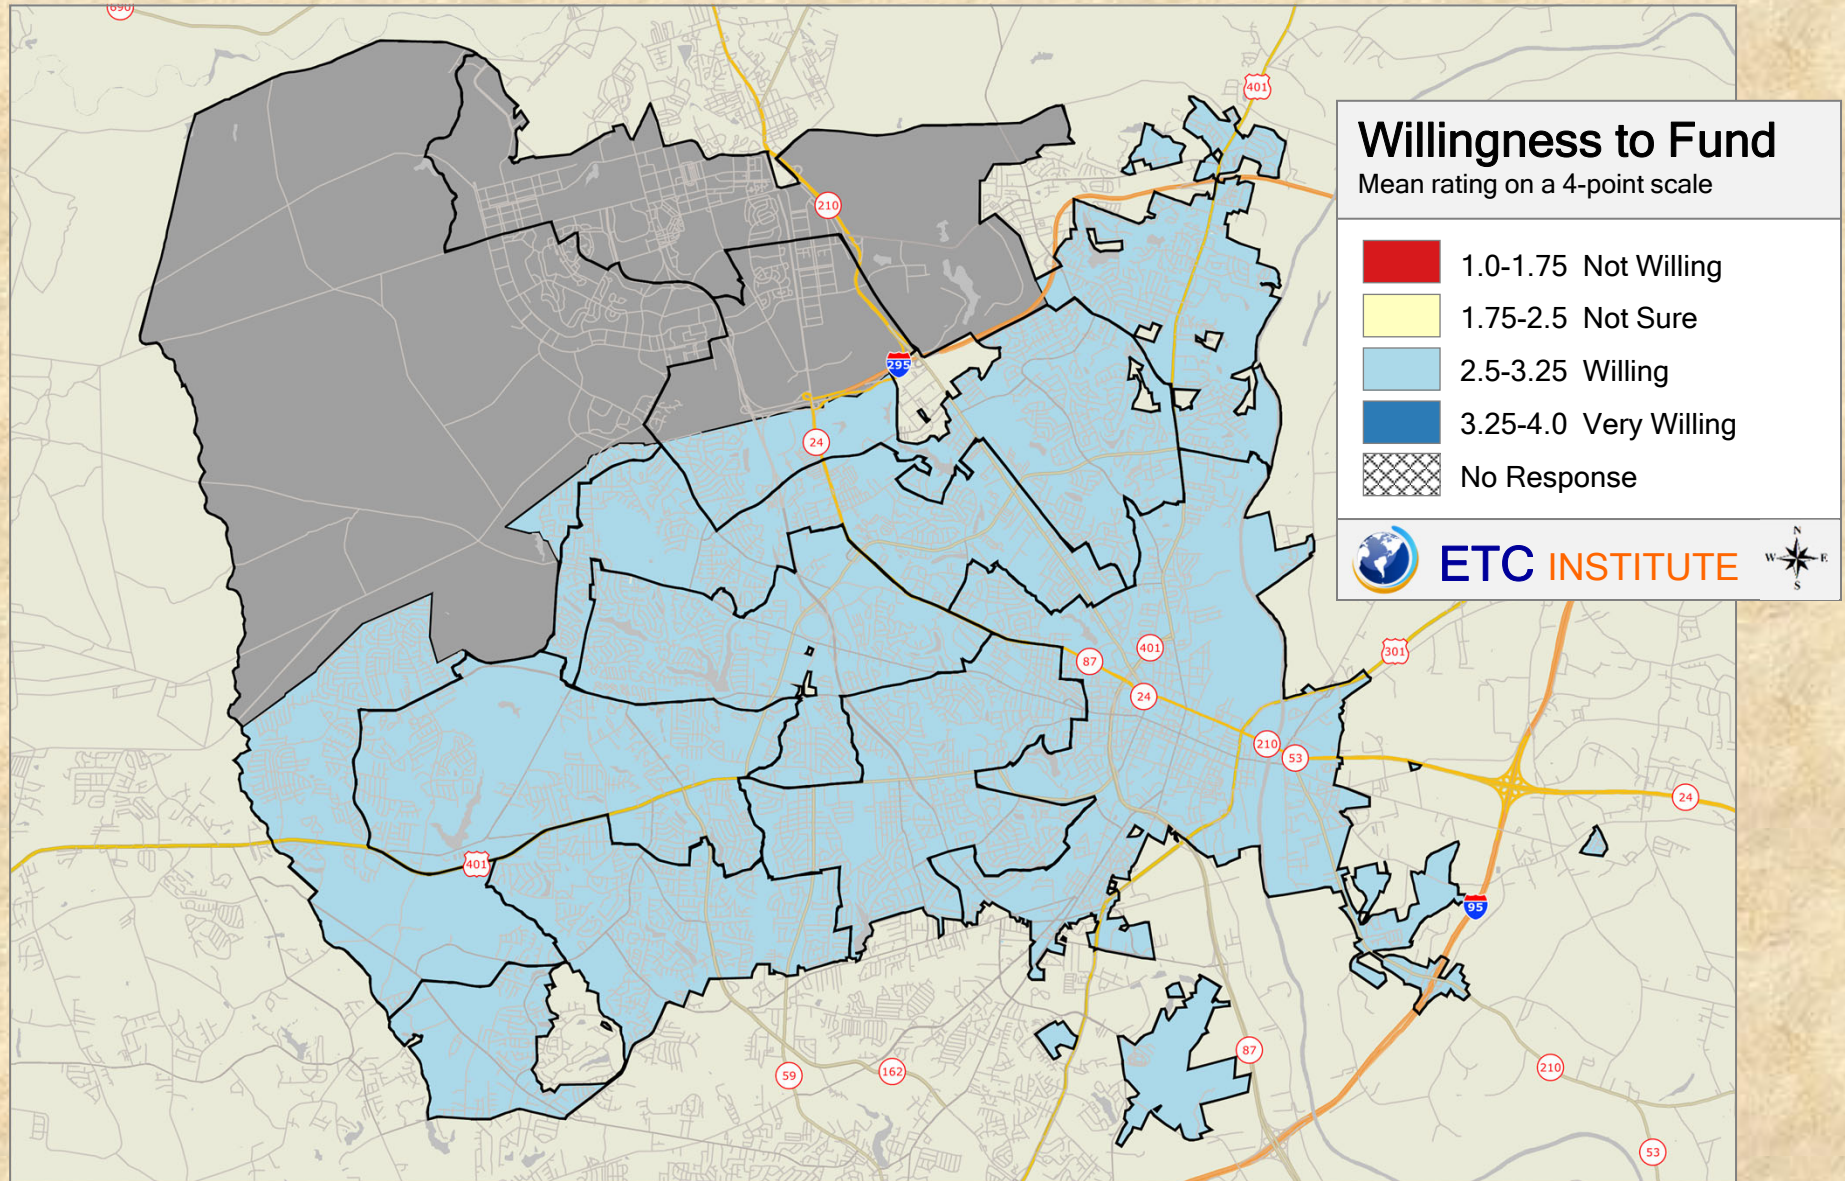 690
401
Willingness to Fund
Mean rating on a 4-point scale
210
1.0-1.75 Not Willing
1.75-2.5 Not Sure
295
2.5-3.25 Willing
3.25-4.0 Very Willing
24
No Response
ETC INSTITUTE
N
W E
S
401
301
87
24
210
53
24
401
95
87
59
162
210
53